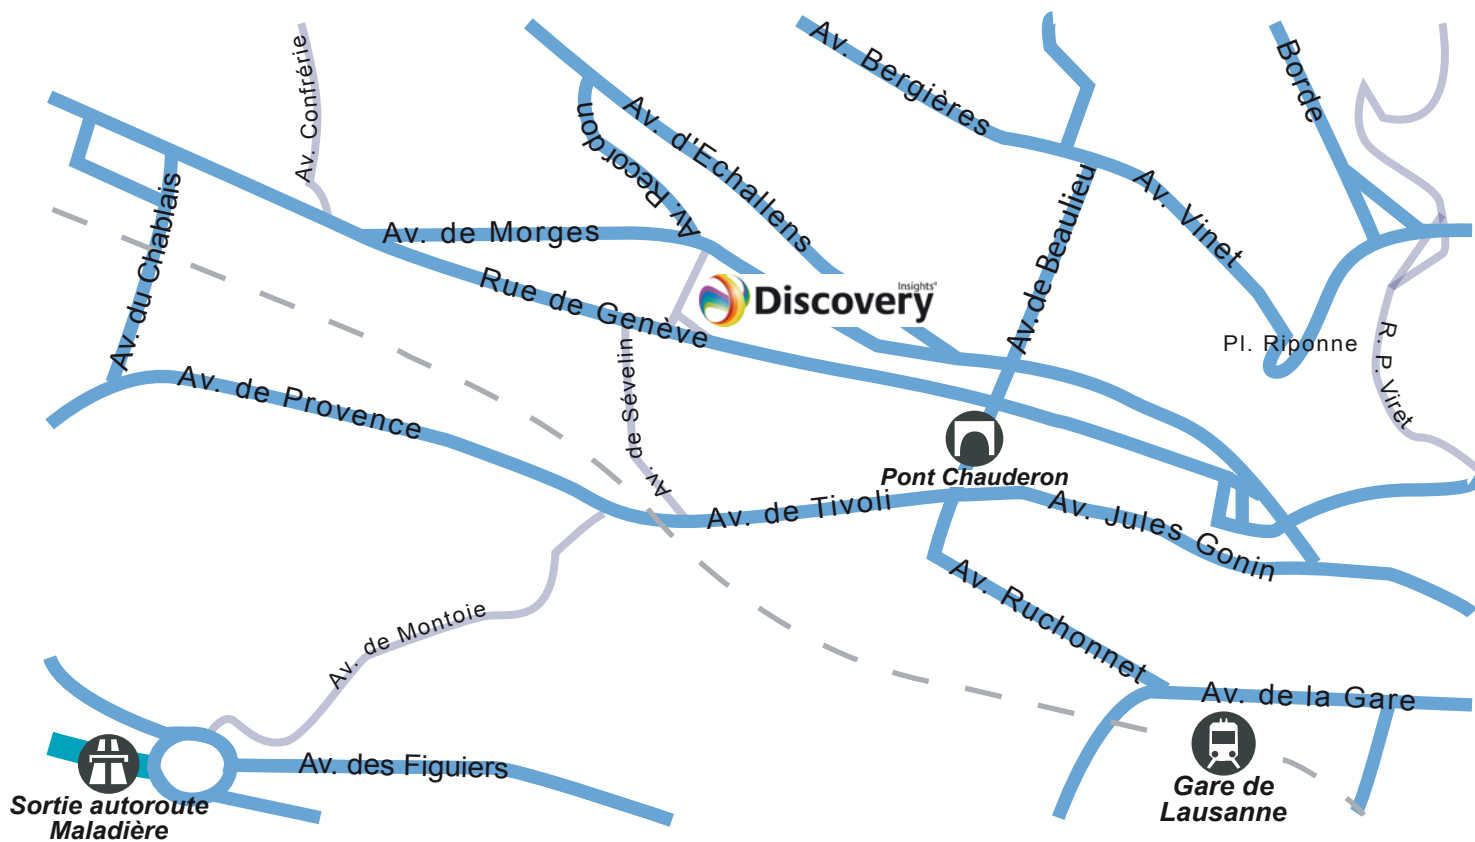 Av. Confrérie
Av. Bergières
Borde
Av. d'Echallens
Av. Recordon
Av. du Chablais
Av. de Morges
Av. de Beaulieu
Av. Vinet
Rue de Genève
Insights®
Discovery
Pl. Riponne
R. P. Viret
Av. de Provence
Av. de Sévelin
Pont Chauderon
Av. de Tivoli
Av. Jules Gonin
Av. Ruchonnet
Av. de Montoie
Av. de la Gare
Av. des Figuiers
Gare de
Lausanne
Sortie autoroute
Maladière